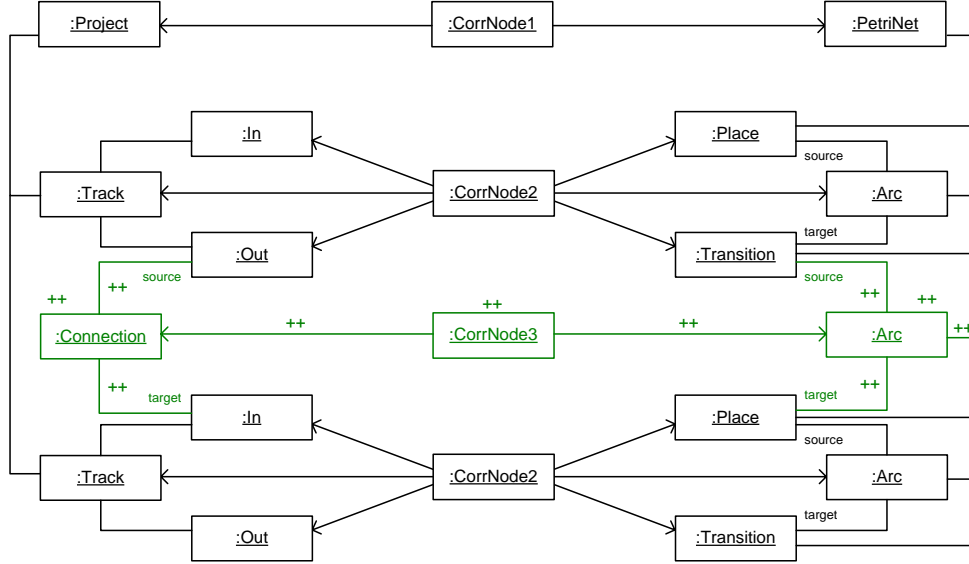 :Project :CorrNode1 :PetriNet
:In :Place
source
:Track :CorrNode2 :Arc
target
:Out :Transition
source source
++ ++ ++ ++ ++
:Connection ++ :CorrNode3 ++ :Arc ++
++ ++
target target
:In :Place
source
:Track :CorrNode2 :Arc
target
:Out :Transition